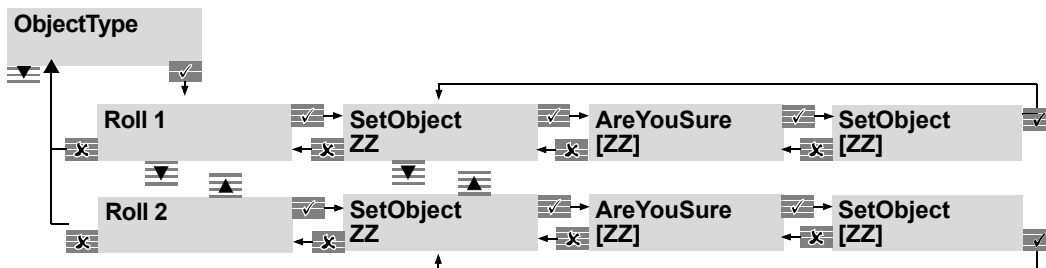 ObjectType
Roll 1
SetObject
ZZ
AreYouSure
[ZZ]
SetObject
[ZZ]
Roll 2
SetObject
ZZ
AreYouSure
[ZZ]
SetObject
[ZZ]